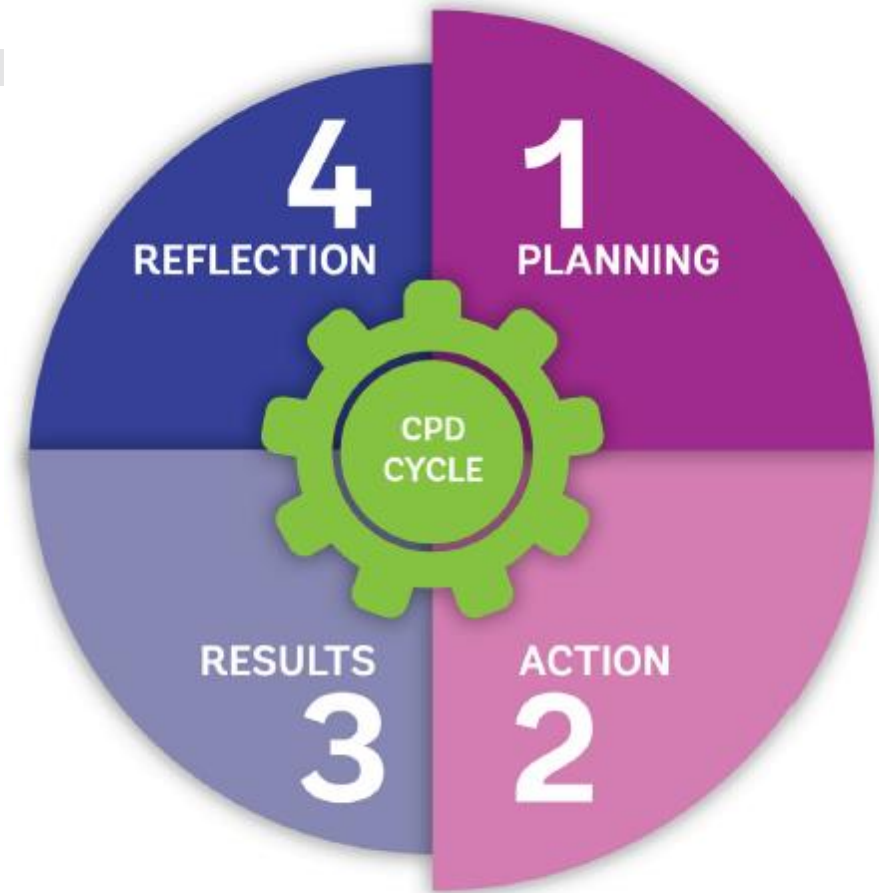 1
PLANNING
ACTION
2
RESULTS
3
4
REFLECTION
CPD
CYCLE